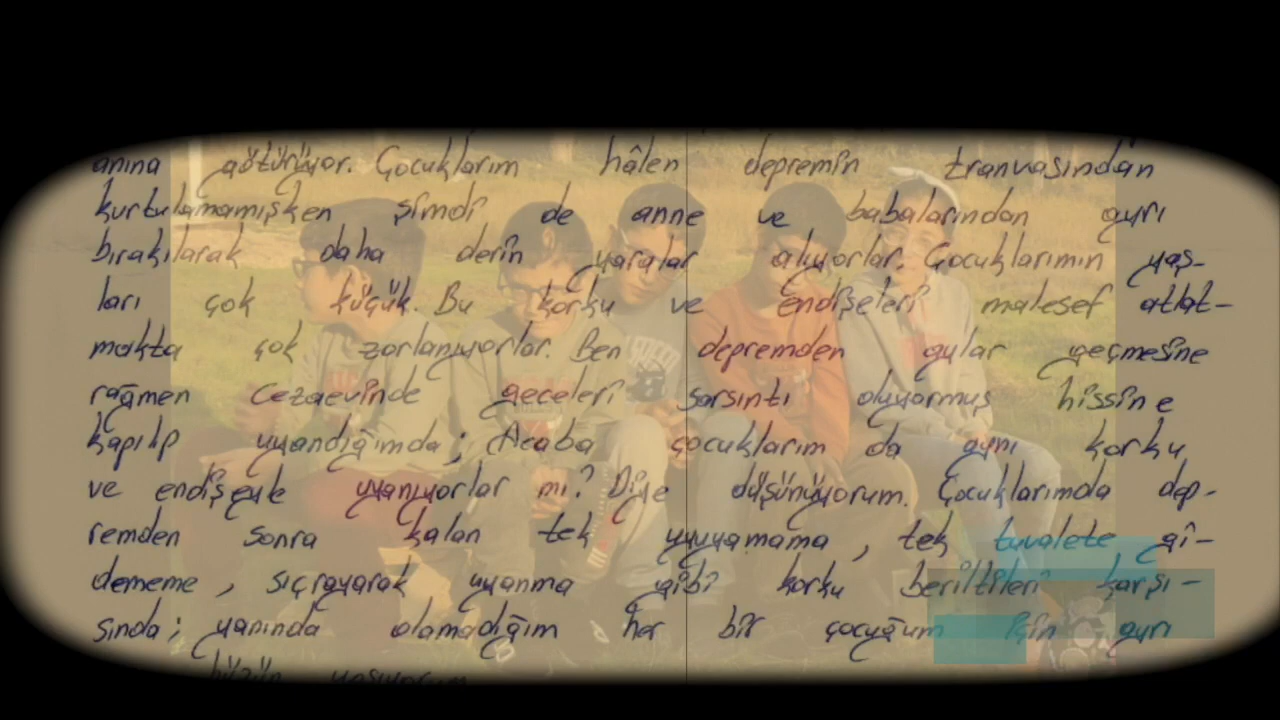 anına götürüyor. Çocuklarım hâlen depremin tranvasından
kurtulamamışken şimdi de anne ve babalarından ayrı
bırakılarak daha derin yaralar alıyorlar. Çocuklarımın yaş-
ları çok küçük. Bu korku ve endişeleri malesef atlat-
makta çok zorlanıyorlar. Ben depremden aylar geçmesine
rağmen cezaevinde geceleri sarsıntı oluyormuş hissine
kapılıp uyandığımda; Acaba çocuklarım da aynı korku
ve endişeyle uyanıyorlar mı? Diye düşünüyorum. Çocuklarımda dep-
remden sonra kalan tek uyuyamama, tek tuvalete gi-
dememe, sıçrayarak uyanma gibi korku beriltileri karşı-
sında; yanında olamadığım her bir çocuğum için ayrı
hüzün yaşıyorum